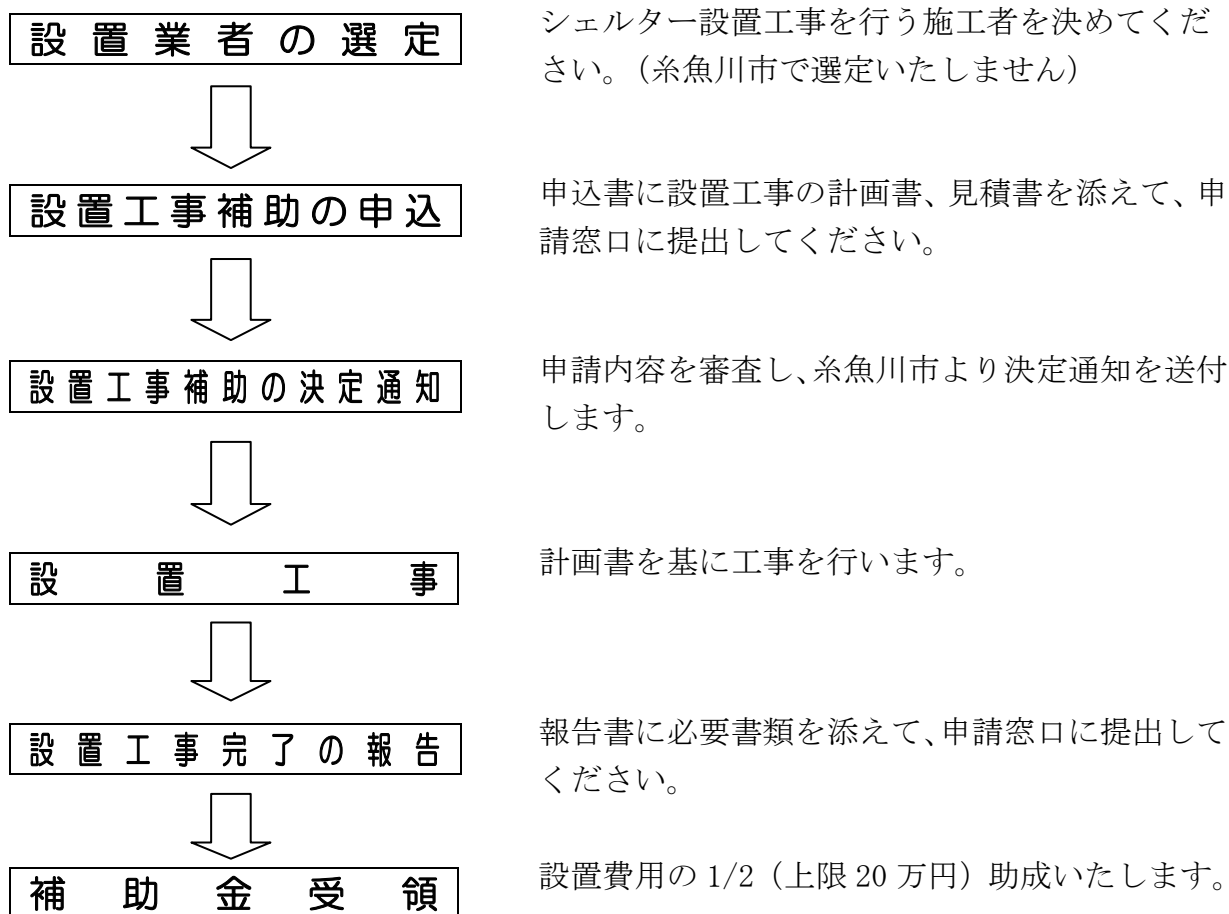 設置業者の選定
シェルター設置工事を行う施工者を決めてくだ
さい。（糸魚川市で選定いたしません）
設置工事補助の申込
申込書に設置工事の計画書、見積書を添えて、申
請窓口に提出してください。
設置工事補助の決定通知
申請内容を審査し、糸魚川市より決定通知を送付
します。
設置工事
計画書を基に工事を行います。
設置工事完了の報告
報告書に必要書類を添えて、申請窓口に提出して
ください。
補助金受領
設置費用の 1/2（上限 20 万円）助成いたします。